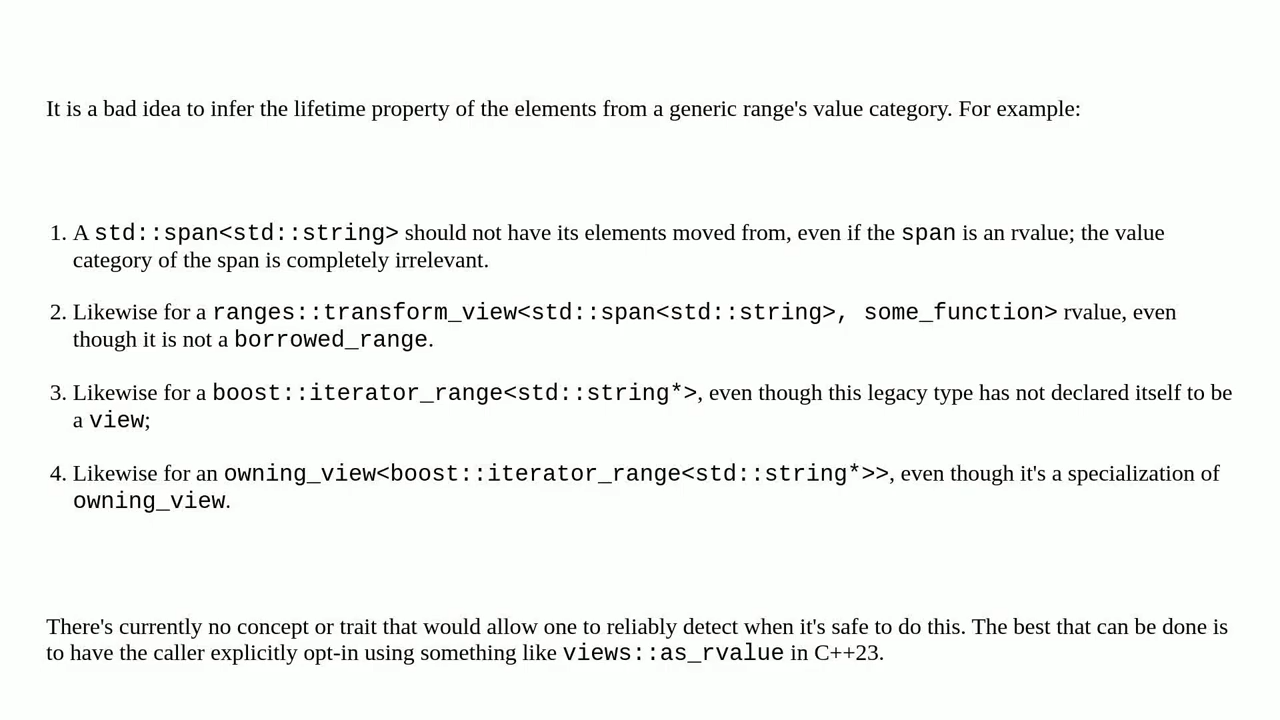 It is a bad idea to infer the lifetime property of the elements from a generic range's value category. For example:
1. A std::span<std::string> should not have its elements moved from, even if the span is an rvalue; the value
category of the span is completely irrelevant.
2. Likewise for a ranges::transform_view<std::span<std::string>, some_function> rvalue, even
though it is not a borrowed_range.
3. Likewise for a boost::iterator_range<std::string*>, even though this legacy type has not declared itself to be
a view;
4. Likewise for an owning_view<boost::iterator_range<std::string*>>, even though it's a specialization of
owning_view.
There's currently no concept or trait that would allow one to reliably detect when it's safe to do this. The best that can be done is
to have the caller explicitly opt-in using something like views::as_rvalue in C++23.